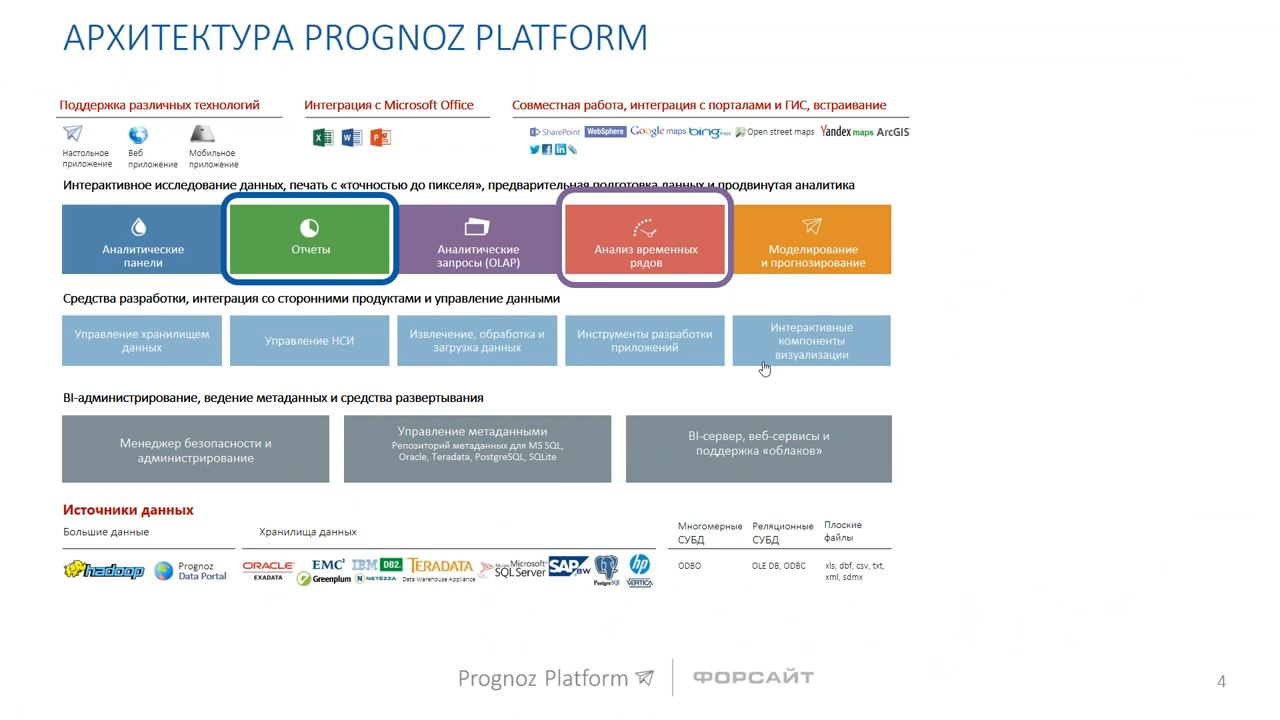 АРХИТЕКТУРА PROGNOZ PLATFORM
Поддержка различных технологий
Интеграция с Microsoft Office
Совместная работа, интеграция с порталами и ГИС, встраивание
Настольное
приложение
Веб
приложение
Мобильное
приложение
SharePoint WebSphere Google maps bing Open street maps Yandex maps ArcGIS
Интерактивное исследование данных, печать с «точностью до пикселя», предварительная подготовка данных и продвинутая аналитика
Аналитические
панели
Отчеты
Аналитические
запросы (OLAP)
Анализ временных
рядов
Моделирование
и прогнозирование
Средства разработки, интеграция со сторонними продуктами и управление данными
Управление хранилищем
данных
Управление НСИ
Извлечение, обработка и
загрузка данных
Инструменты разработки
приложений
Интерактивные
компоненты
визуализации
BI-администрирование, ведение метаданных и средства развертывания
Менеджер безопасности и
администрирование
Управление метаданными
Репозиторий метаданных для MS SQL,
Oracle, Teradata, PostgreSQL, SQLite
BI-сервер, веб-сервисы и
поддержка «облаков»
Источники данных
Большие данные
Хранилища данных
Многомерные
СУБД
Реляционные
СУБД
Плоские
файлы
hadoop
Prognoz
Data Portal
ORACLE
EXADATA
EMC²
Greenplum
IBM DB2.
NETEZZA
TERADATA
Data Warehouse Appliance
Microsoft
SQL Server
SAP BW
PostgreSQL
hp
VERTICA
ODBO
OLE DB, ODBC
xls, dbf, csv, txt,
xml, sdmx
Prognoz Platform
ФОРСАЙТ
4